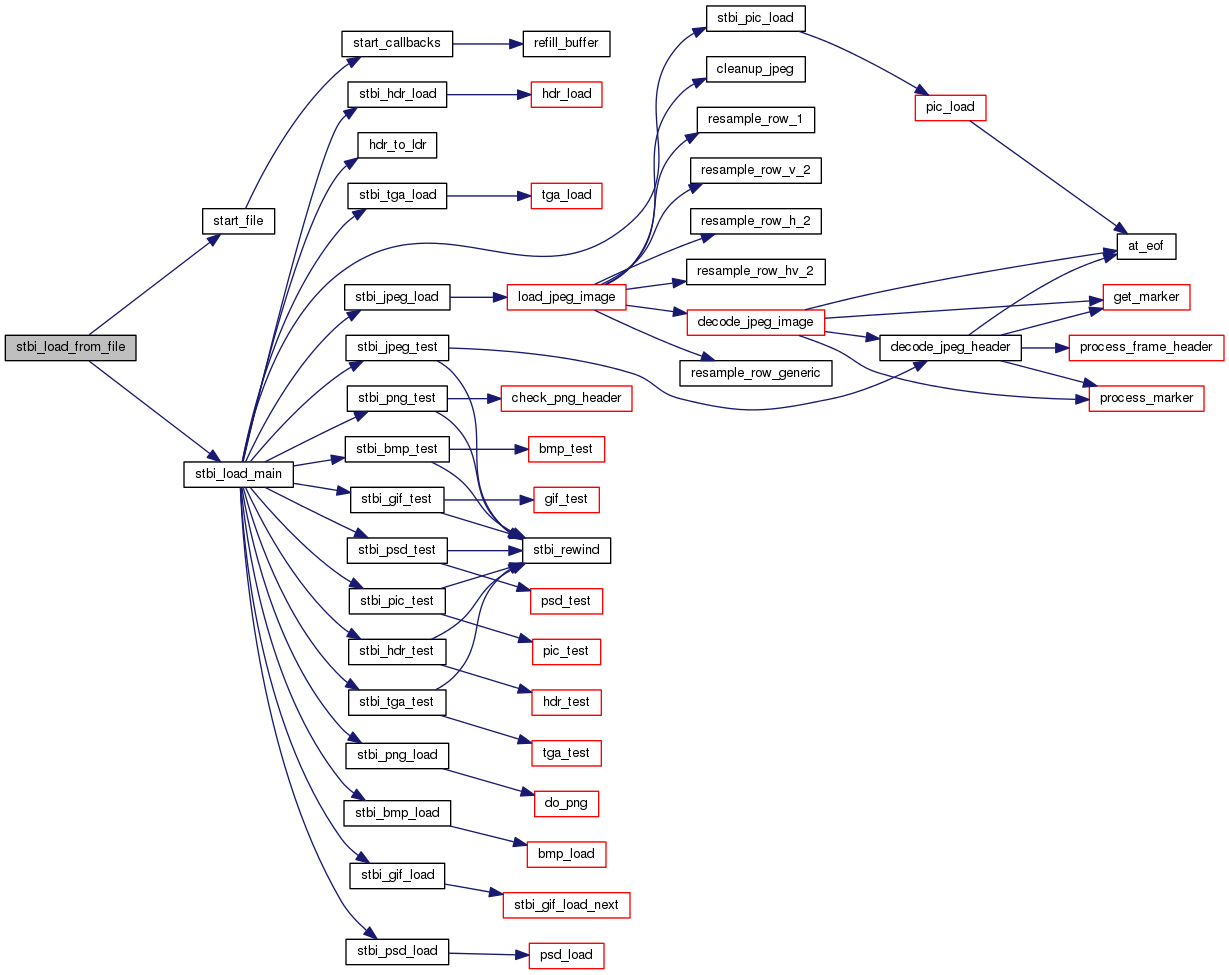 stbi_load_from_file
start_file
stbi_load_main
start_callbacks
stbi_hdr_load
hdr_to_ldr
stbi_tga_load
stbi_jpeg_load
stbi_jpeg_test
stbi_png_test
stbi_bmp_test
stbi_gif_test
stbi_psd_test
stbi_pic_test
stbi_hdr_test
stbi_tga_test
stbi_png_load
stbi_bmp_load
stbi_gif_load
stbi_psd_load
refill_buffer
hdr_load
tga_load
load_jpeg_image
check_png_header
bmp_test
gif_test
stbi_rewind
psd_test
pic_test
hdr_test
tga_test
do_png
bmp_load
stbi_gif_load_next
psd_load
stbi_pic_load
cleanup_jpeg
resample_row_1
resample_row_v_2
resample_row_h_2
resample_row_hv_2
decode_jpeg_image
resample_row_generic
pic_load
decode_jpeg_header
at_eof
get_marker
process_frame_header
process_marker